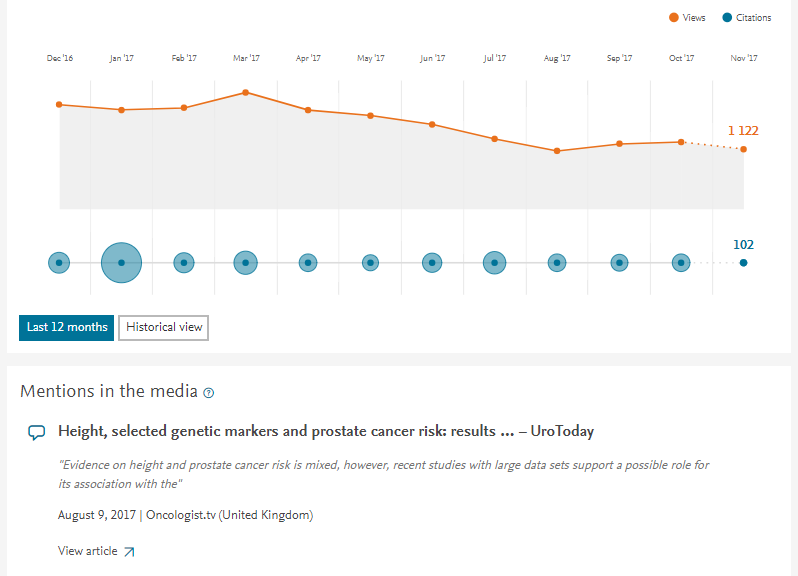 Views Citations
Dec '16 Jan '17 Feb '17 Mar '17 Apr '17 May '17 Jun '17 Jul '17 Aug '17 Sep '17 Oct '17 Nov '17
1 122
102
Last 12 months Historical view
Mentions in the media ?
Height, selected genetic markers and prostate cancer risk: results ... – UroToday
"Evidence on height and prostate cancer risk is mixed, however, recent studies with large data sets support a possible role for
its association with the"
August 9, 2017 | Oncologist.tv (United Kingdom)
View article